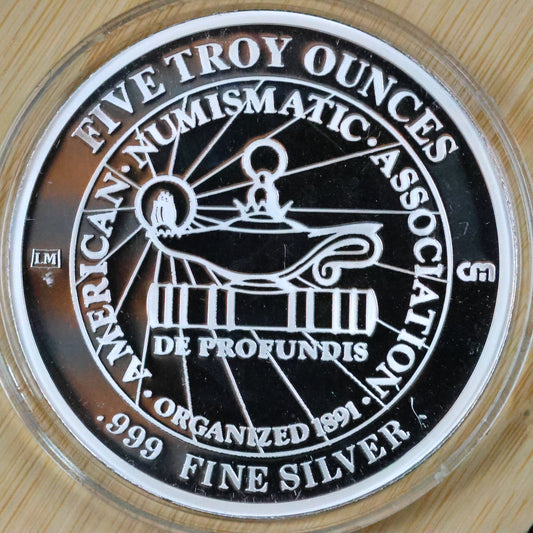 FIVE TROY OUNCES
AMERICAN · NUMISMATIC · ASSOCIATION
LM
DE PROFUNDIS
· ORGANIZED 1891 ·
.999 FINE SILVER